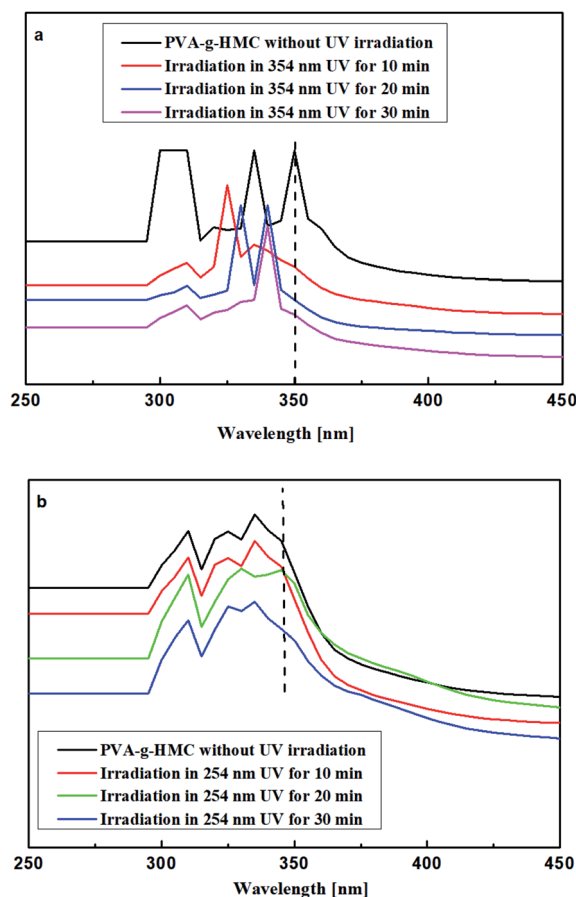 a
PVA-g-HMC without UV irradiation
Irradiation in 354 nm UV for 10 min
Irradiation in 354 nm UV for 20 min
Irradiation in 354 nm UV for 30 min
250 300 350 400 450
Wavelength [nm]
b
PVA-g-HMC without UV irradiation
Irradiation in 254 nm UV for 10 min
Irradiation in 254 nm UV for 20 min
Irradiation in 254 nm UV for 30 min
250 300 350 400 450
Wavelength [nm]